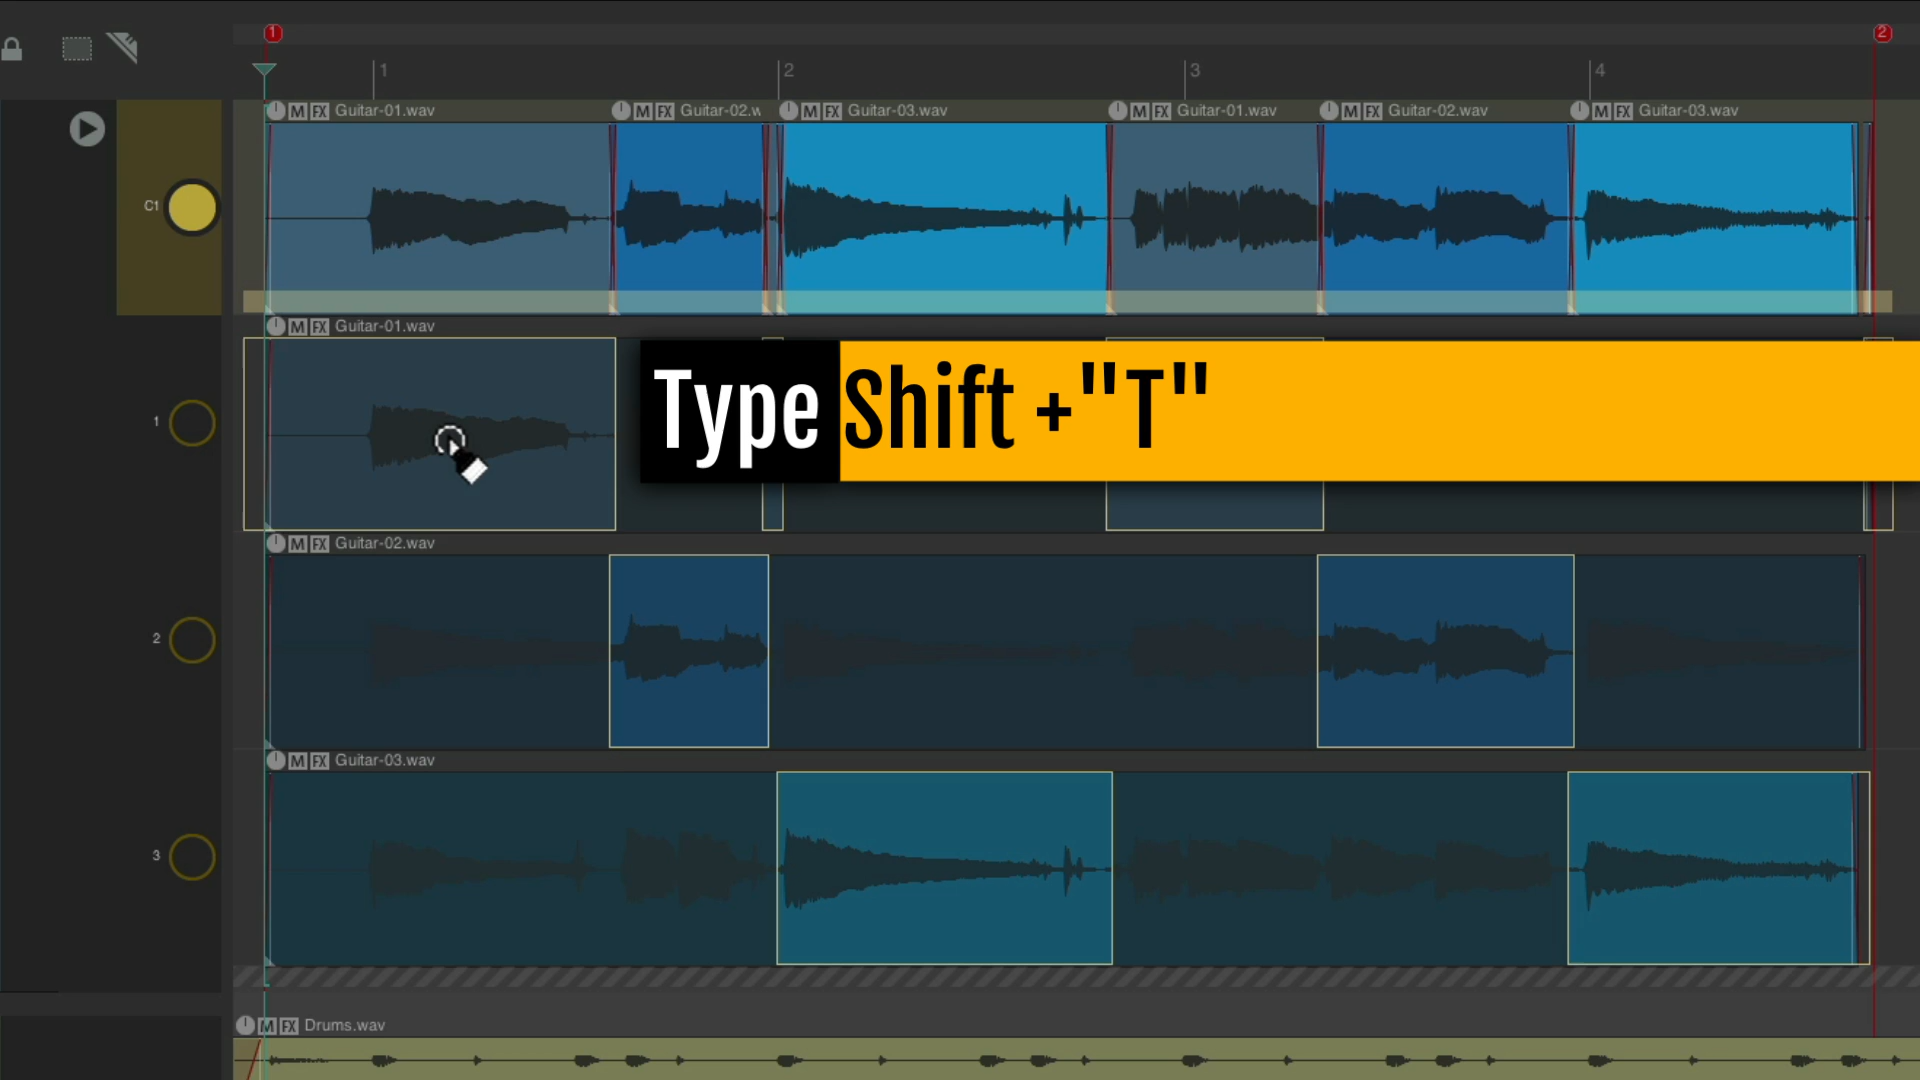 1 2
1 2 3 4
M FX Guitar-01.wav M FX Guitar-02.w M FX Guitar-03.wav M FX Guitar-01.wav M FX Guitar-02.wav M FX Guitar-03.wav
C1
M FX Guitar-01.wav
Type Shift +"T"
1
M FX Guitar-02.wav
2
M FX Guitar-03.wav
3
M FX Drums.wav